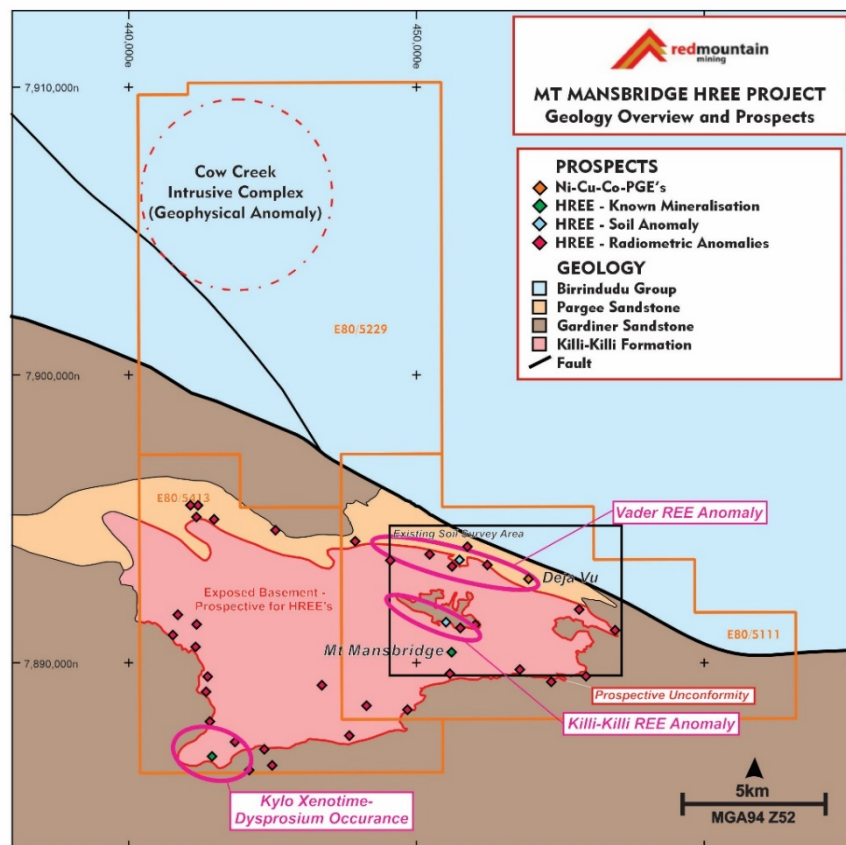 440,000e
450,000e
7,910,000n
7,900,000n
7,890,000n
redmountain
mining
MT MANSBRIDGE HREE PROJECT
Geology Overview and Prospects
PROSPECTS
Ni-Cu-Co-PGE's
HREE - Known Mineralisation
HREE - Soil Anomaly
HREE - Radiometric Anomalies
GEOLOGY
Birrindudu Group
Pargee Sandstone
Gardiner Sandstone
Killi-Killi Formation
Fault
Cow Creek
Intrusive Complex
(Geophysical Anomaly)
E80/5229
E80/5413
Vader REE Anomaly
Existing Soil Survey Area
Deja Vu
Exposed Basement -
Prospective for HREE's
E80/5111
Mt Mansbridge
Prospective Unconformity
Killi-Killi REE Anomaly
Kylo Xenotime-
Dysprosium Occurance
5km
MGA94 Z52